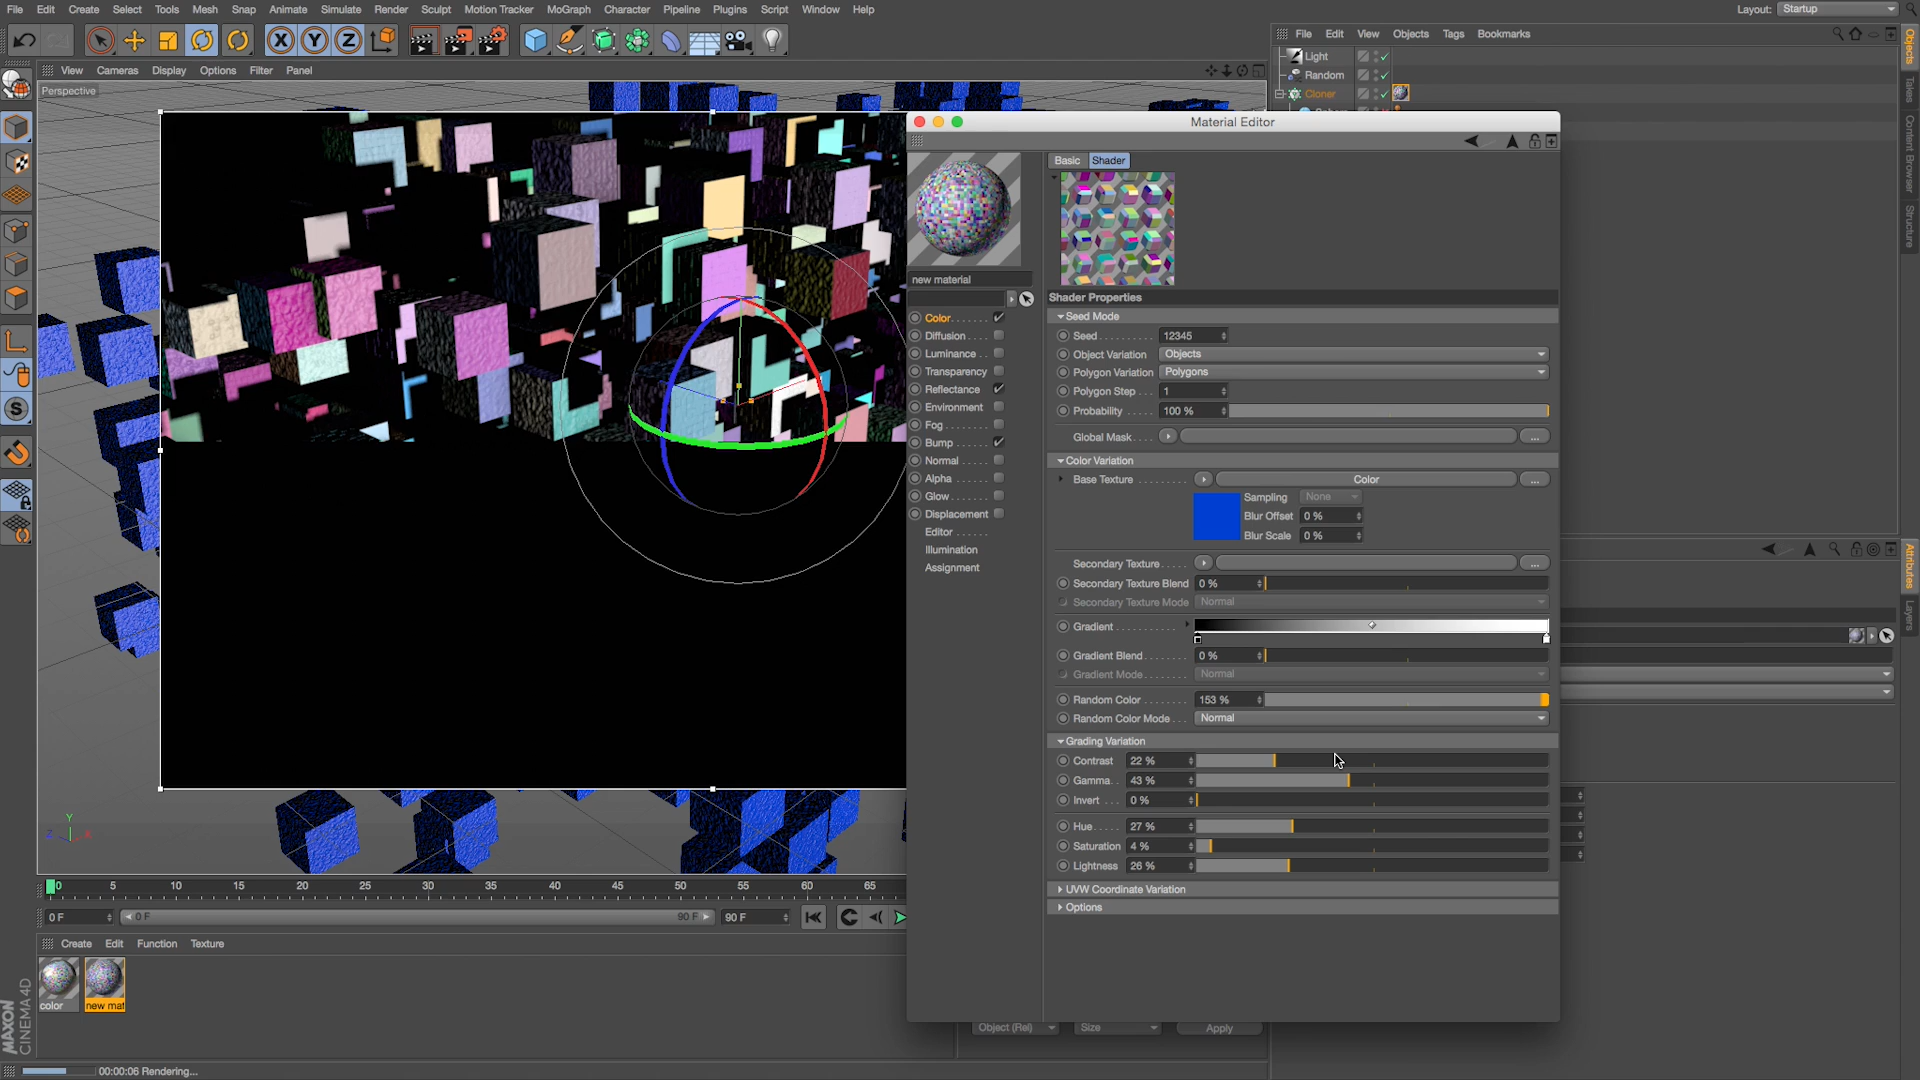 File Edit Create Select Tools Mesh Snap Animate Simulate Render Sculpt Motion Tracker MoGraph Character Pipeline Plugins Script Window Help
Layout: Startup
File Edit View Objects Tags Bookmarks
View Cameras Display Options Filter Panel
Perspective
Light
Random
Cloner
Objects
Takes
Content Browser
Structure
Attributes
Layers
Material Editor
Basic Shader
new material
Color
Diffusion
Luminance
Transparency
Reflectance
Environment
Fog
Bump
Normal
Alpha
Glow
Displacement
Editor
Illumination
Assignment
Shader Properties
Seed Mode
Seed 12345
Object Variation Objects
Polygon Variation Polygons
Polygon Step 1
Probability 100 %
Global Mask ...
Color Variation
Base Texture Color ...
Sampling None
Blur Offset 0 %
Blur Scale 0 %
Secondary Texture ...
Secondary Texture Blend 0 %
Secondary Texture Mode Normal
Gradient
Gradient Blend 0 %
Gradient Mode Normal
Random Color 153 %
Random Color Mode Normal
Grading Variation
Contrast 22 %
Gamma 43 %
Invert 0 %
Hue 27 %
Saturation 4 %
Lightness 26 %
UVW Coordinate Variation
Options
Y
Z X
0 5 10 15 20 25 30 35 40 45 50 55 60 65
0 F 0 F 90 F 90 F
Create Edit Function Texture
color new mat
MAXON
CINEMA 4D
Object (Rel) Size Apply
00:00:06 Rendering...